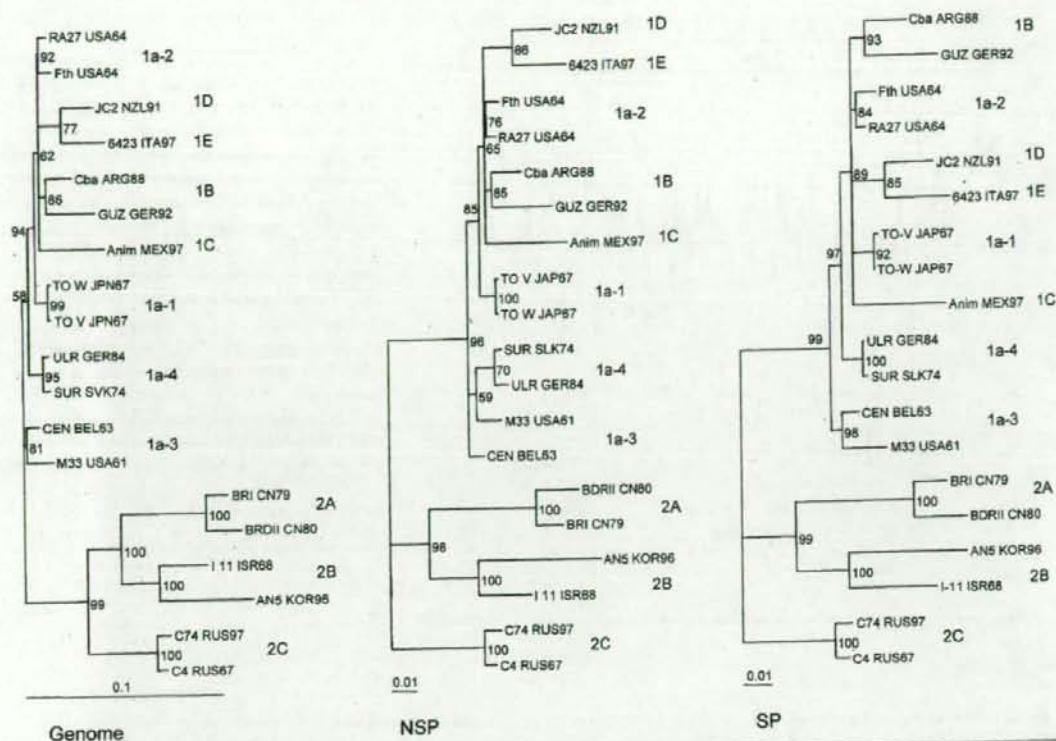 RA27 USA64
92
1a-2
Fth USA64
JC2 NZL91
1D
77
6423 ITA97
1E
62
Cba ARG88
86
1B
GUZ GER92
94
Anim MEX97
1C
TO W JPN67
99
1a-1
TO V JPN67
58
ULR GER84
95
1a-4
SUR SVK74
CEN BEL63
81
1a-3
M33 USA61
BRI CN79
100
2A
BRDII CN80
I 11 ISR68
100
2B
AN5 KOR96
99
C74 RUS97
100
2C
C4 RUS67
0.1
Genome
JC2 NZL91
1D
86
6423 ITA97
1E
Fth USA64
76
1a-2
RA27 USA64
65
Cba ARG88
85
1B
GUZ GER92
85
Anim MEX97
1C
TO V JAP67
100
1a-1
TO W JAP67
96
SUR SLK74
70
1a-4
ULR GER84
59
M33 USA61
1a-3
CEN BEL63
BDRII CN80
100
2A
BRI CN79
98
AN5 KOR96
100
2B
I 11 ISR68
C74 RUS97
100
2C
C4 RUS67
0.01
NSP
Cba ARG88
1B
93
GUZ GER92
Fth USA64
84
1a-2
RA27 USA64
JC2 NZL91
1D
89
85
6423 ITA97
1E
TO-V JAP67
92
1a-1
TO-W JAP67
97
Anim MEX97
1C
99
ULR GER84
100
1a-4
SUR SLK74
CEN BEL63
98
1a-3
M33 USA61
BRI CN79
100
2A
BDRII CN80
99
AN5 KOR96
100
2B
I-11 ISR68
C74 RUS97
100
2C
C4 RUS67
0.01
SP